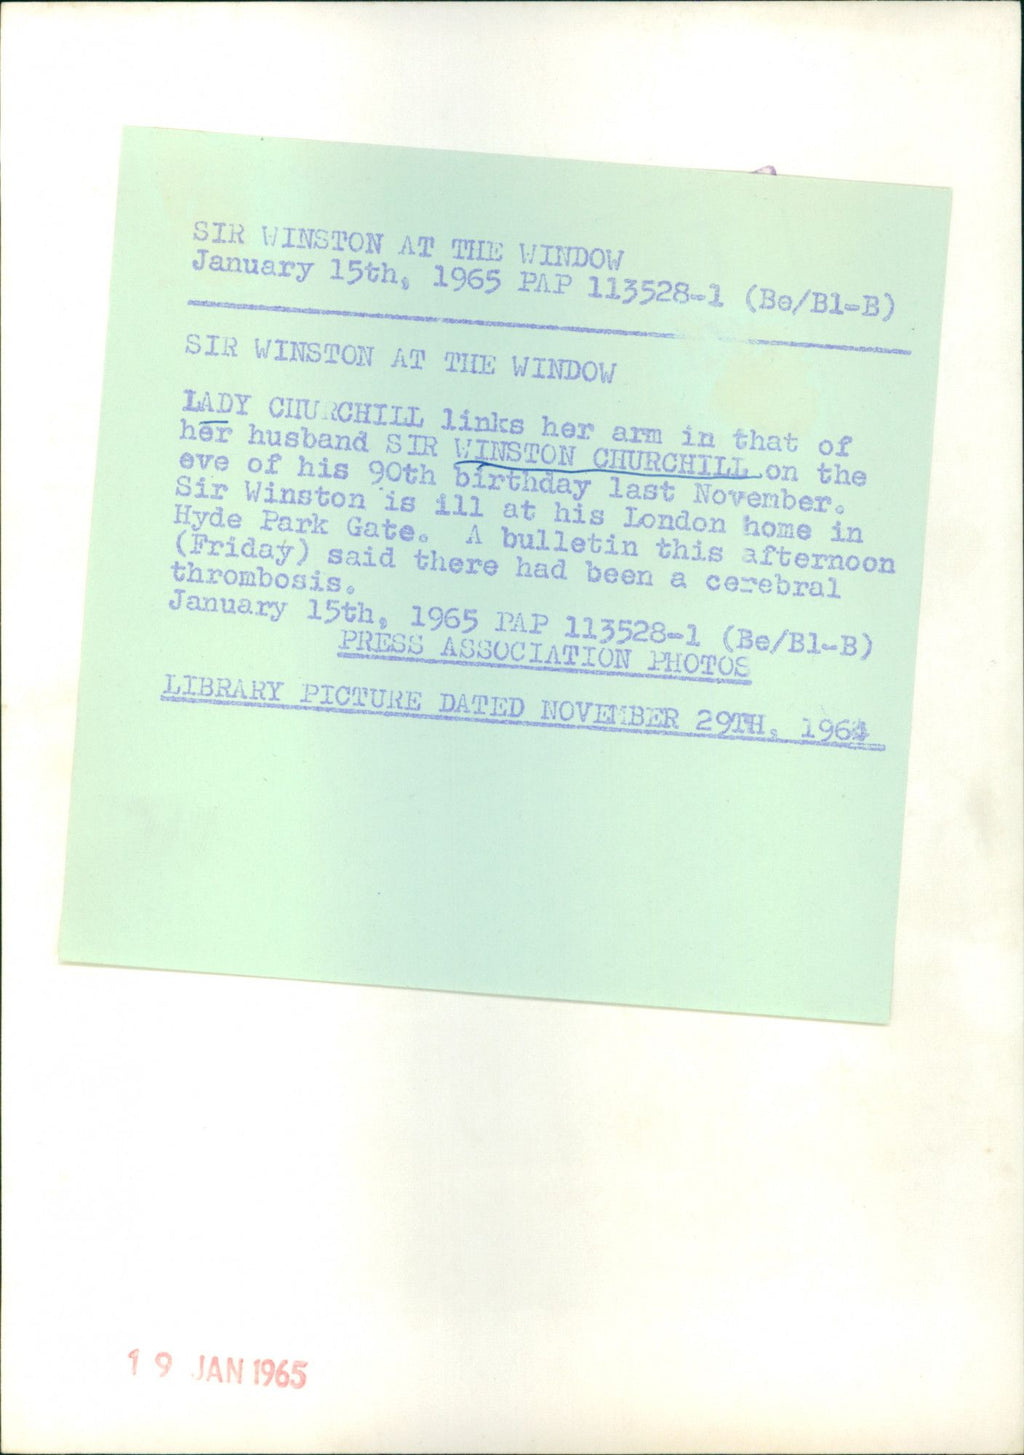 SIR WINSTON AT THE WINDOW
January 15th, 1965 PAP 113528-1 (Be/Bl-B)
SIR WINSTON AT THE WINDOW
LADY CHURCHILL links her arm in that of
her husband SIR WINSTON CHURCHILL on the
eve of his 90th birthday last November.
Sir Winston is ill at his London home in
Hyde Park Gate. A bulletin this afternoon
(Friday) said there had been a cerebral
thrombosis.
January 15th, 1965 PAP 113528-1 (Be/Bl-B)
PRESS ASSOCIATION PHOTOS
LIBRARY PICTURE DATED NOVEMBER 29TH, 1964
19 JAN 1965